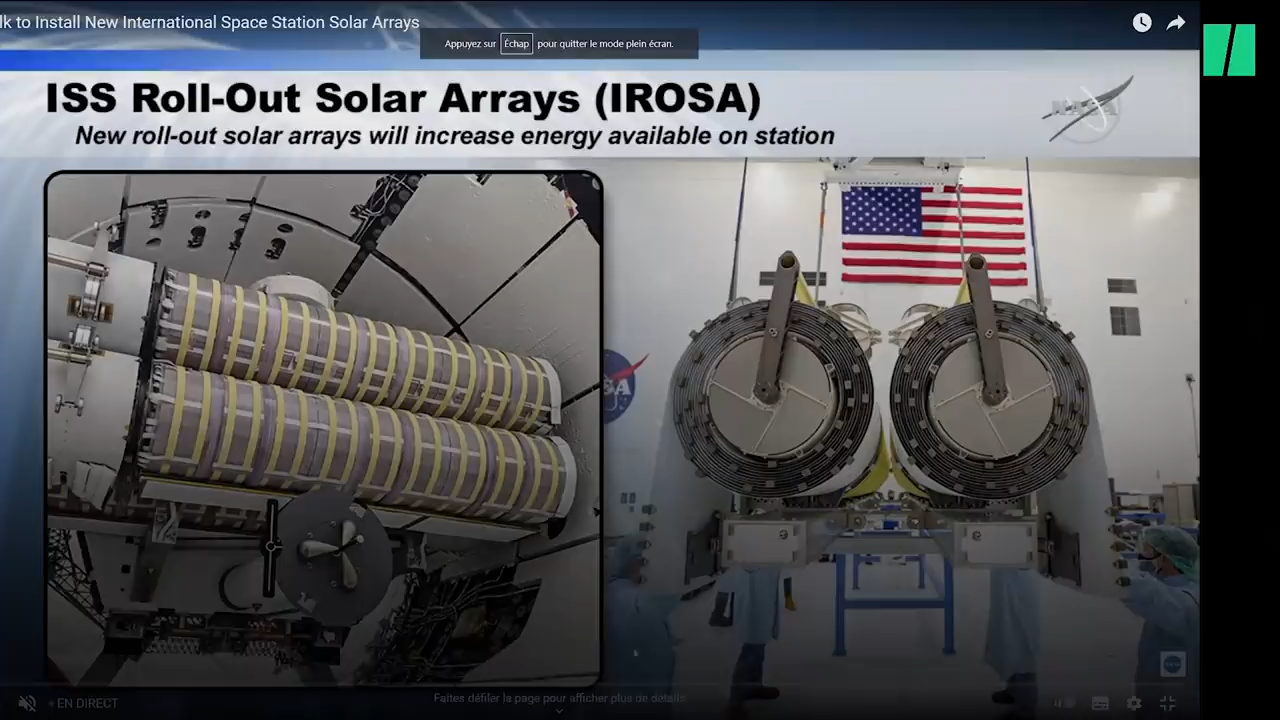 lk to Install New International Space Station Solar Arrays
Appuyez sur Échap pour quitter le mode plein écran.
ISS Roll-Out Solar Arrays (IROSA)
New roll-out solar arrays will increase energy available on station
NASA
EN DIRECT
Faites défiler la page pour afficher plus de détails